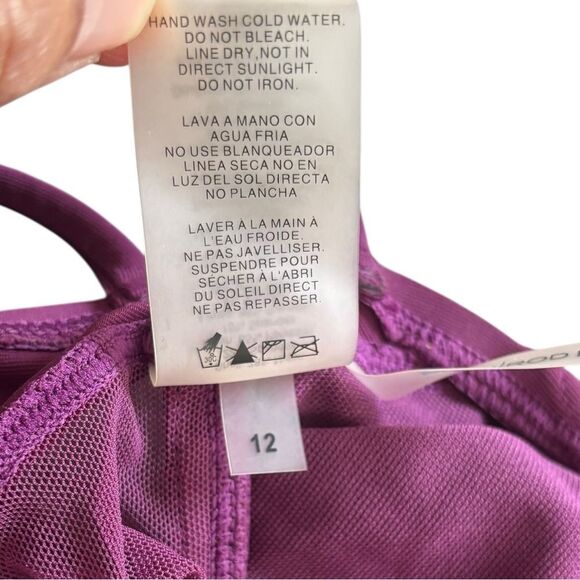 HAND WASH COLD WATER.
DO NOT BLEACH.
LINE DRY,NOT IN
DIRECT SUNLIGHT.
DO NOT IRON.
LAVA A MANO CON
AGUA FRIA
NO USE BLANQUEADOR
LINEA SECA NO EN
LUZ DEL SOL DIRECTA
NO PLANCHA
LAVER À LA MAIN À
L'EAU FROIDE.
NE PAS JAVELLISER.
SUSPENDRE POUR
SÉCHER À L'ABRI
DU SOLEIL DIRECT
NE PAS REPASSER.
12